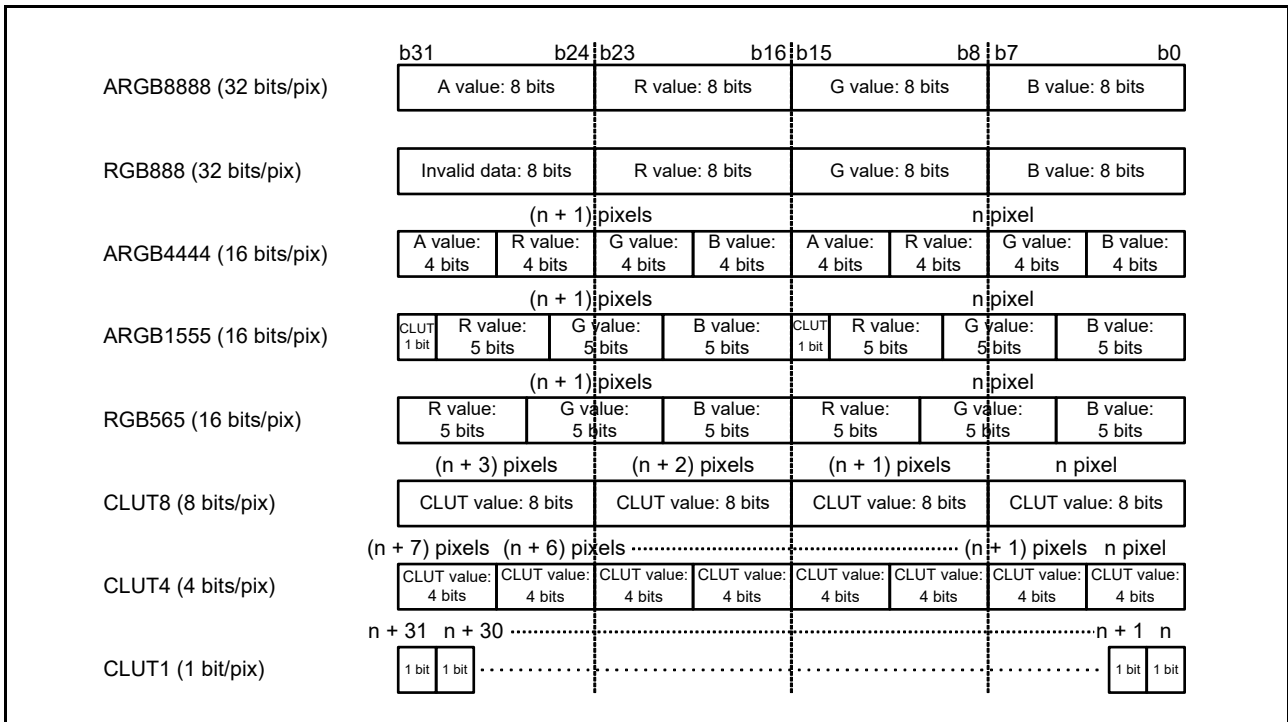 b31 b24 b23 b16 b15 b8 b7 b0
ARGB8888 (32 bits/pix) A value: 8 bits R value: 8 bits G value: 8 bits B value: 8 bits
RGB888 (32 bits/pix) Invalid data: 8 bits R value: 8 bits G value: 8 bits B value: 8 bits
(n + 1) pixels n pixel
ARGB4444 (16 bits/pix) A value: R value: G value: B value: A value: R value: G value: B value:
4 bits 4 bits 4 bits 4 bits 4 bits 4 bits 4 bits 4 bits
(n + 1) pixels n pixel
ARGB1555 (16 bits/pix) CLUT R value: G value: B value: CLUT R value: G value: B value:
1 bit 5 bits 5 bits 5 bits 1 bit 5 bits 5 bits 5 bits
(n + 1) pixels n pixel
RGB565 (16 bits/pix) R value: G value: B value: R value: G value: B value:
5 bits 5 bits 5 bits 5 bits 5 bits 5 bits
(n + 3) pixels (n + 2) pixels (n + 1) pixels n pixel
CLUT8 (8 bits/pix) CLUT value: 8 bits CLUT value: 8 bits CLUT value: 8 bits CLUT value: 8 bits
(n + 7) pixels (n + 6) pixels (n + 1) pixels n pixel
CLUT4 (4 bits/pix) CLUT value: CLUT value: CLUT value: CLUT value: CLUT value: CLUT value: CLUT value: CLUT value:
4 bits 4 bits 4 bits 4 bits 4 bits 4 bits 4 bits 4 bits
n + 31 n + 30 n + 1 n
CLUT1 (1 bit/pix) 1 bit 1 bit 1 bit 1 bit